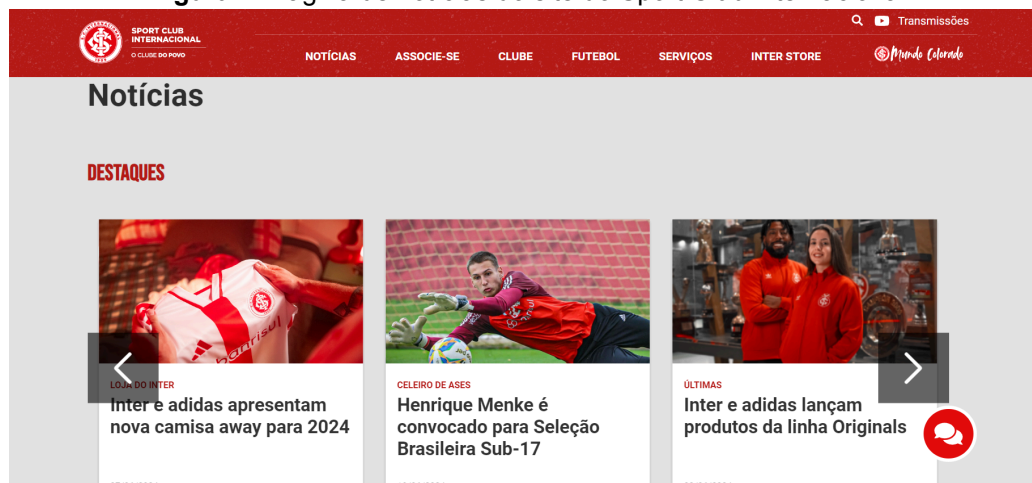 Transmissões
SPORT CLUB
INTERNACIONAL
O CLUBE DO POVO
NOTÍCIAS ASSOCIE-SE CLUBE FUTEBOL SERVIÇOS INTER STORE Mundo Colorado
Notícias
DESTAQUES
banrisul
LOJA DO INTER
Inter e adidas apresentam
nova camisa away para 2024
CELEIRO DE ASES
Henrique Menke é
convocado para Seleção
Brasileira Sub-17
ÚLTIMAS
Inter e adidas lançam
produtos da linha Originals